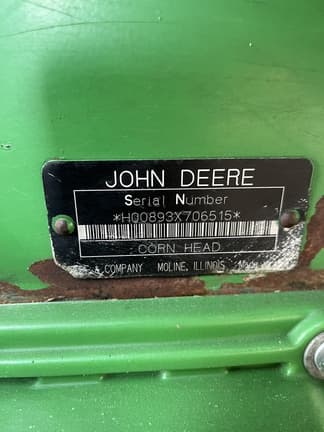 JOHN DEERE
Serial Number
*H00893X706515*
CORN HEAD
& COMPANY MOLINE, ILLINOIS